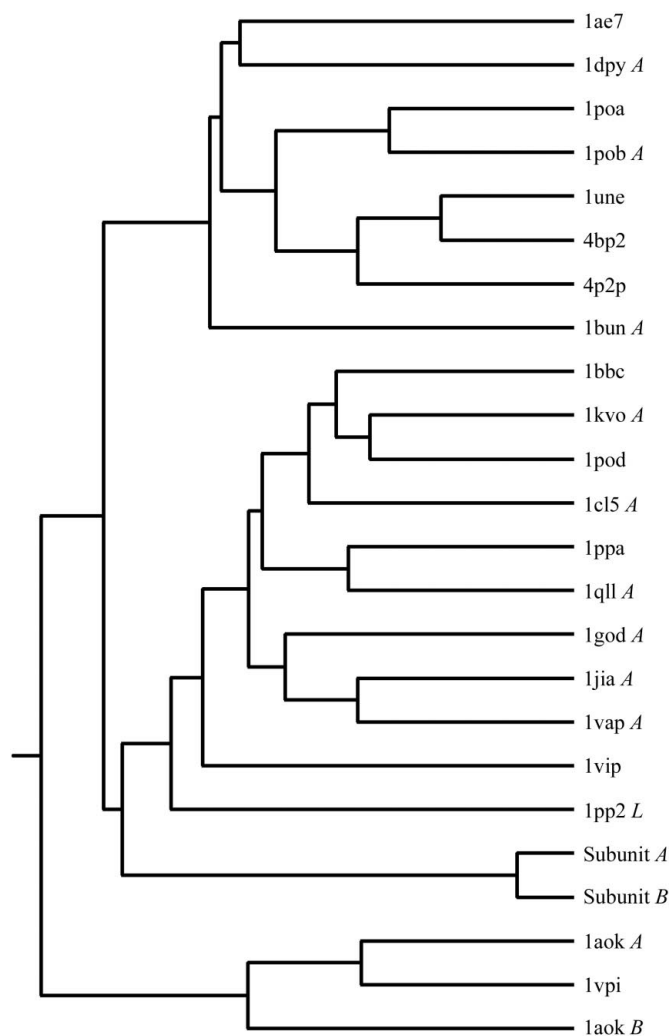 1ae7
1dpy A
1poa
1pob A
1une
4bp2
4p2p
1bun A
1bbc
1kvo A
1pod
1cl5 A
1ppa
1qll A
1god A
1jia A
1vap A
1vip
1pp2 L
Subunit A
Subunit B
1aok A
1vpi
1aok B